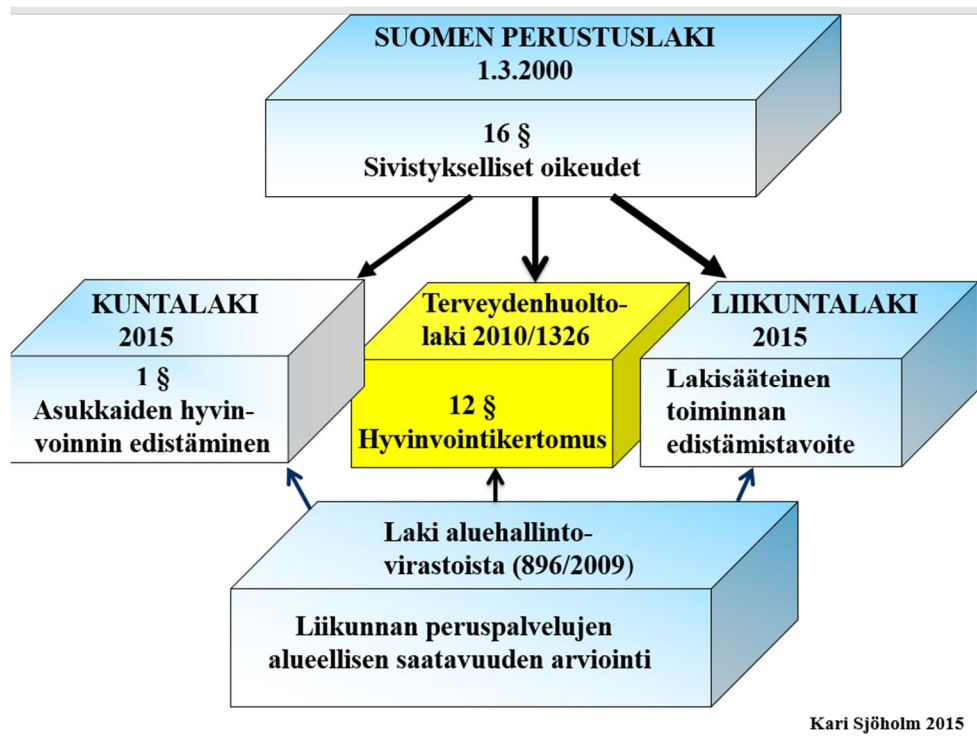 SUOMEN PERUSTUSLAKI
1.3.2000
16 §
Sivistykselliset oikeudet
KUNTALAKI
2015
1 §
Asukkaiden hyvin-
voinnin edistäminen
Terveydenhuolto-
laki 2010/1326
12 §
Hyvinvointikertomus
LIIKUNTALAKI
2015
Lakisääteinen
toiminnan
edistämistavoite
Laki aluehallinto-
virastoista (896/2009)
Liikunnan peruspalvelujen
alueellisen saatavuuden arviointi
Kari Sjöholm 2015